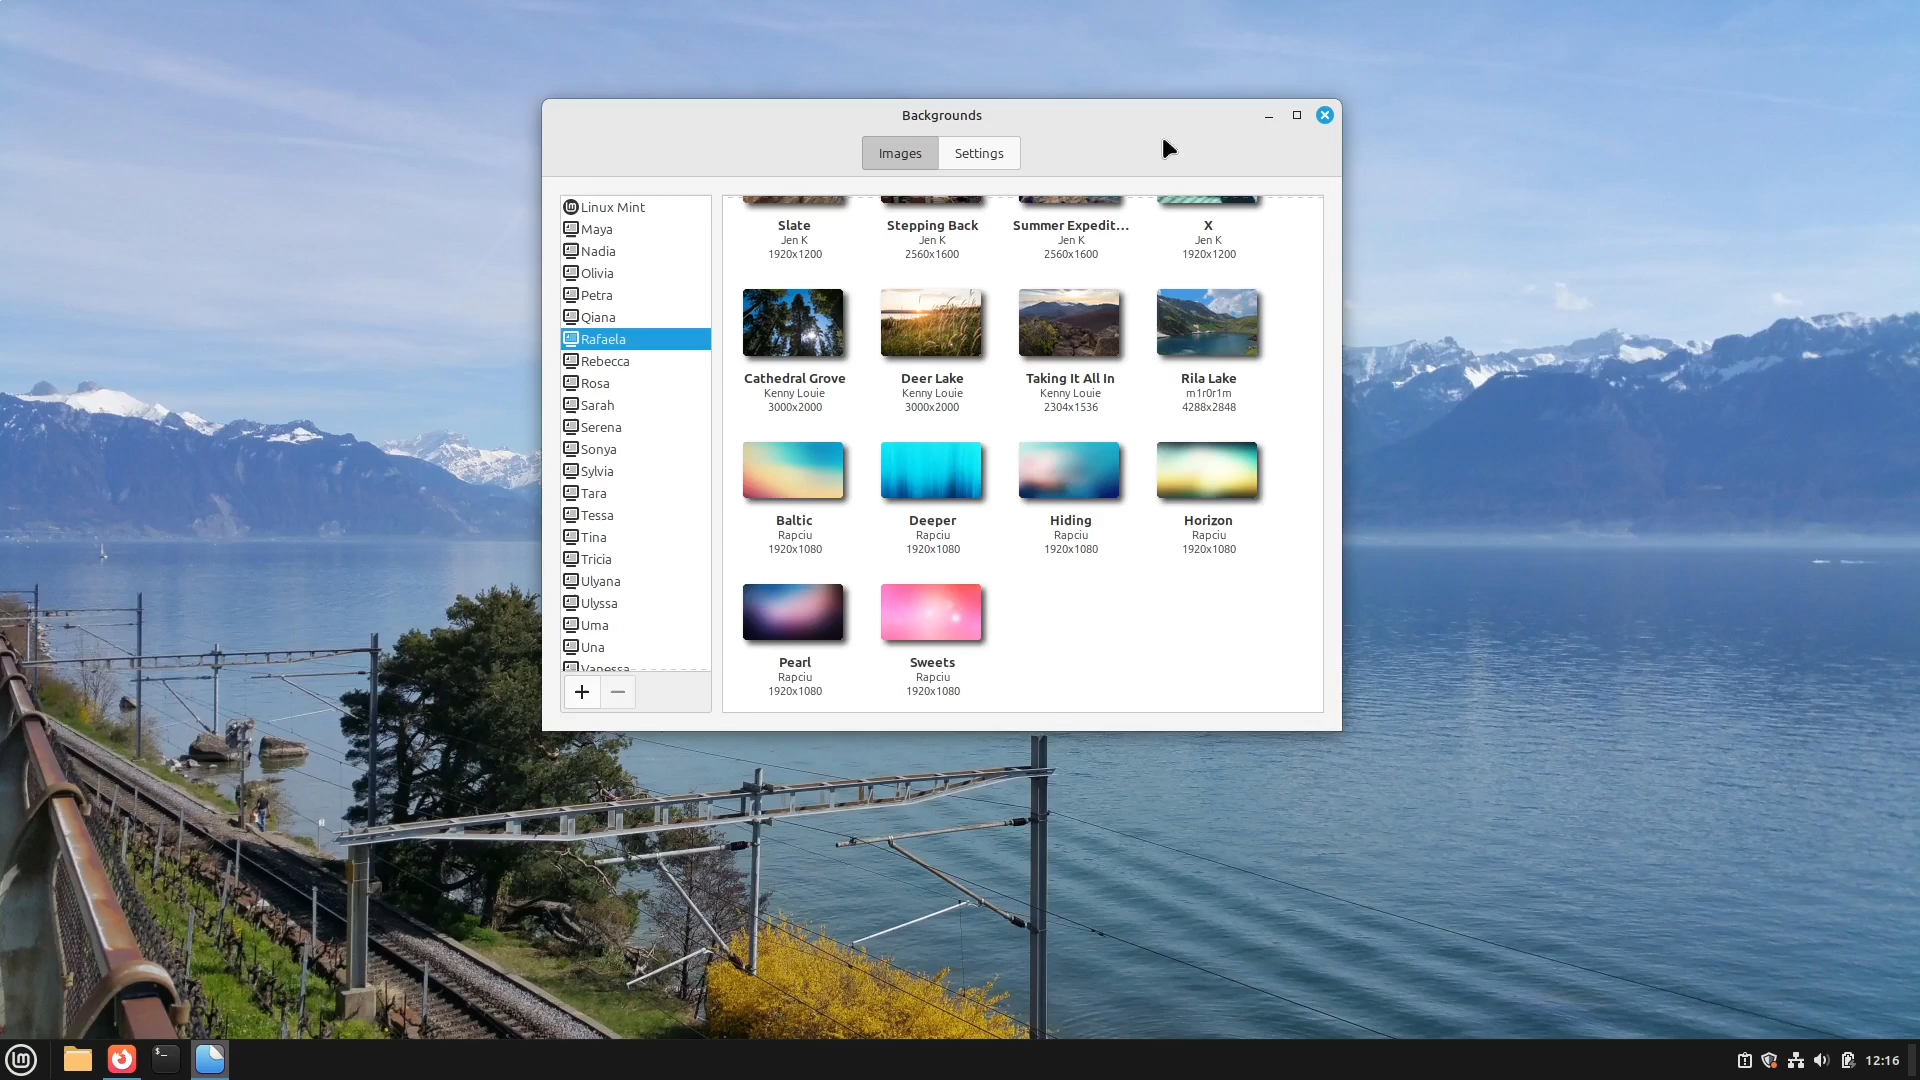 Backgrounds
Images
Settings
Linux Mint
Maya
Nadia
Olivia
Petra
Qiana
Rafaela
Rebecca
Rosa
Sarah
Serena
Sonya
Sylvia
Tara
Tessa
Tina
Tricia
Ulyana
Ulyssa
Uma
Una
Vanessa
Slate
Jen K
1920x1200
Stepping Back
Jen K
2560x1600
Summer Expedit...
Jen K
2560x1600
X
Jen K
1920x1200
Cathedral Grove
Kenny Louie
3000x2000
Deer Lake
Kenny Louie
3000x2000
Taking It All In
Kenny Louie
2304x1536
Rila Lake
m1r0r1m
4288x2848
Baltic
Rapciu
1920x1080
Deeper
Rapciu
1920x1080
Hiding
Rapciu
1920x1080
Horizon
Rapciu
1920x1080
Pearl
Rapciu
1920x1080
Sweets
Rapciu
1920x1080
12:16